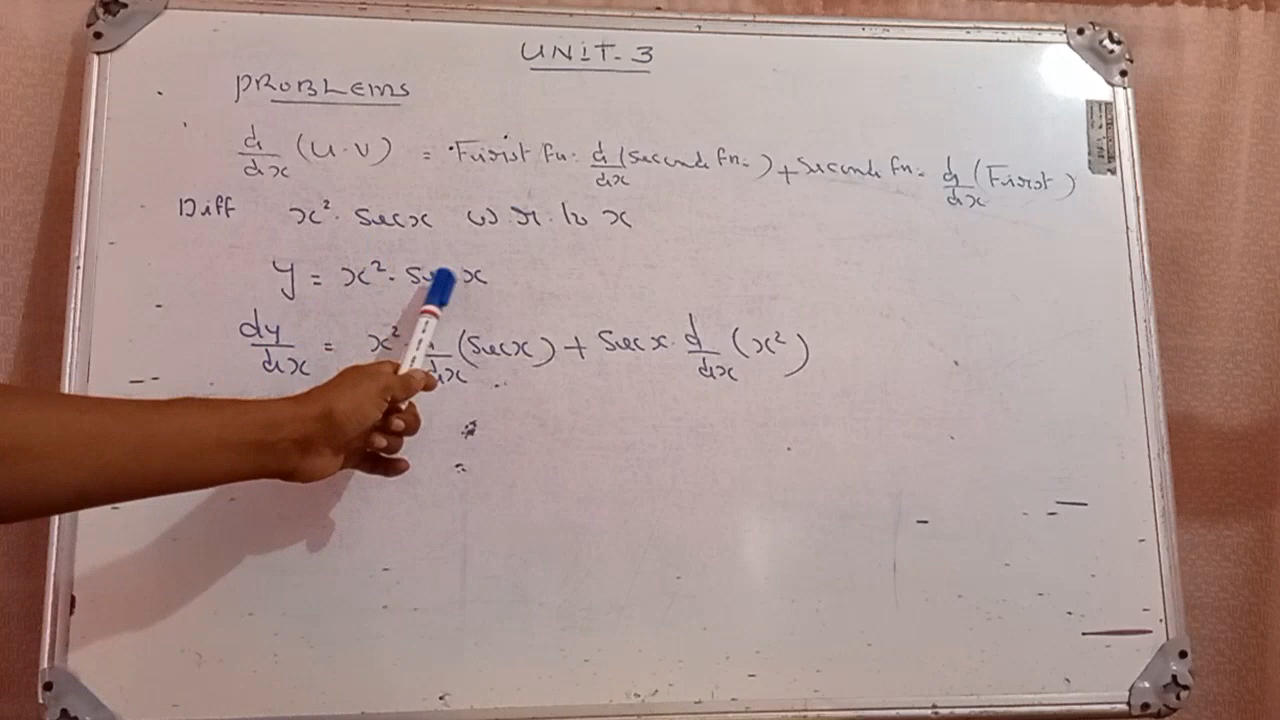 UNIT-3
PROBLEMS
d/dx (u·v) = First fn· d/dx (second fn·) + second fn· d/dx (First)
Diff x²· secx w·r·to x
y = x²· sec x
dy/dx = x²· d/dx (secx) + secx· d/dx (x²)